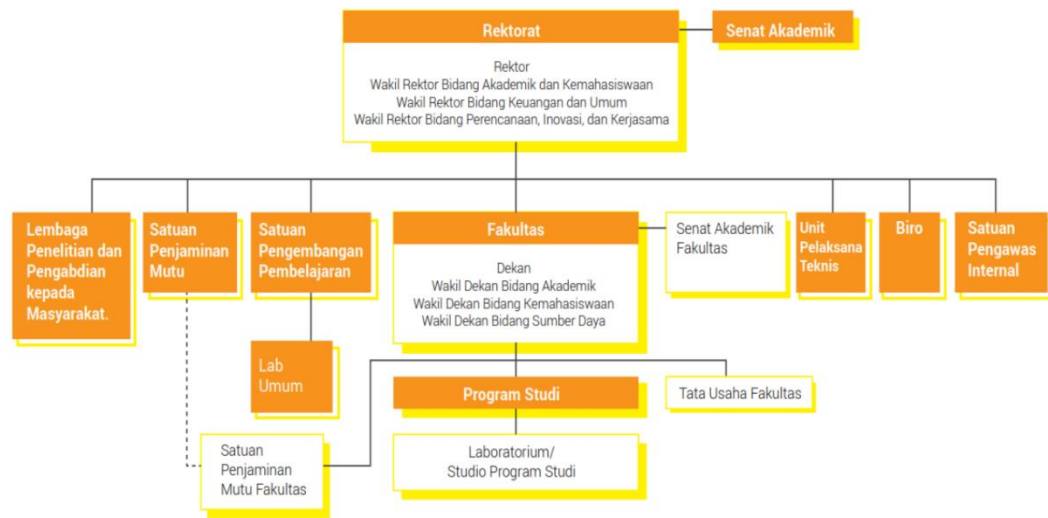 Rektorat
Senat Akademik
Rektor
Wakil Rektor Bidang Akademik dan Kemahasiswaan
Wakil Rektor Bidang Keuangan dan Umum
Wakil Rektor Bidang Perencanaan, Inovasi, dan Kerjasama
Lembaga
Penelitian dan
Pengabdian
kepada
Masyarakat.
Satuan
Penjaminan
Mutu
Satuan
Pengembangan
Pembelajaran
Fakultas
Dekan
Wakil Dekan Bidang Akademik
Wakil Dekan Bidang Kemahasiswaan
Wakil Dekan Bidang Sumber Daya
Senat Akademik
Fakultas
Unit
Pelaksana
Teknis
Biro
Satuan
Pengawas
Internal
Lab
Umum
Program Studi
Tata Usaha Fakultas
Satuan
Penjaminan
Mutu Fakultas
Laboratorium/
Studio Program Studi